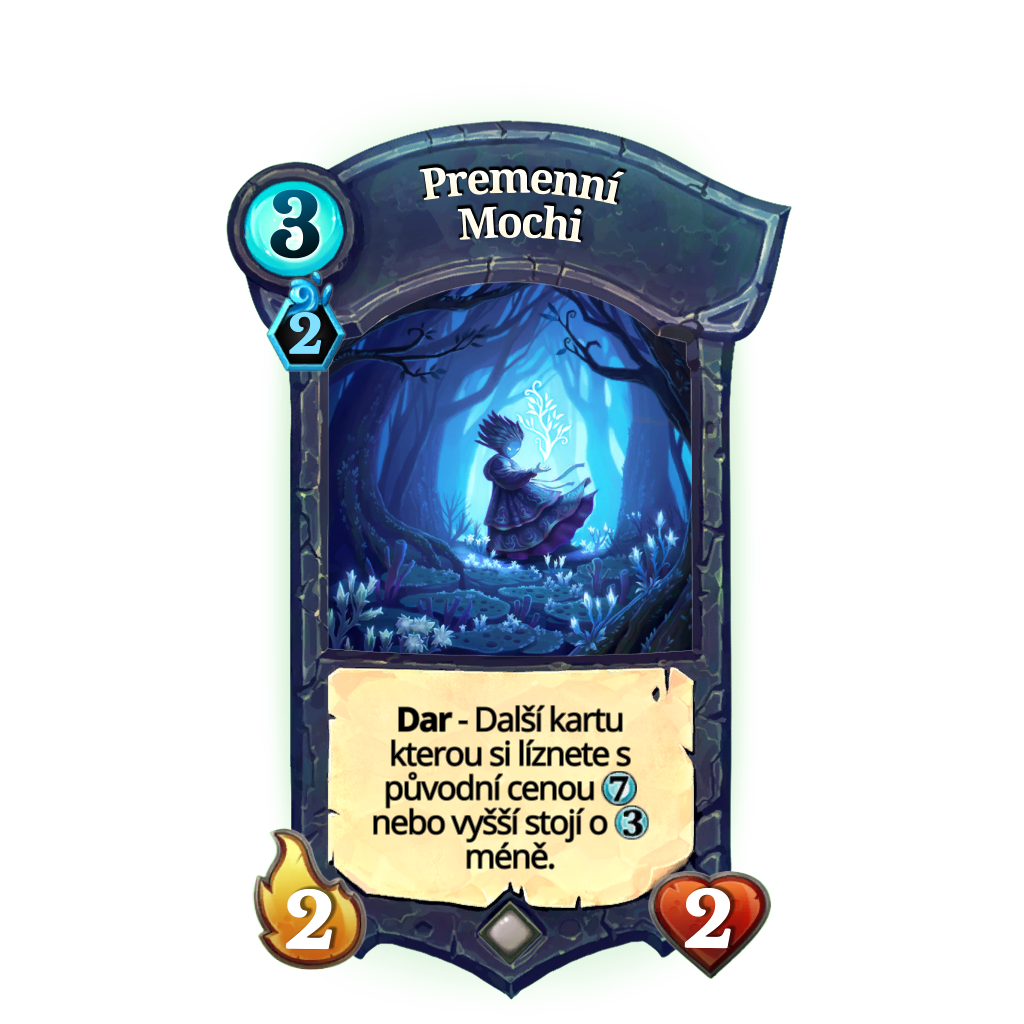 Premenní
Mochi
3
2
Dar - Další kartu
kterou si líznete s
původní cenou 7
nebo vyšší stojí o 3
méně.
2
2